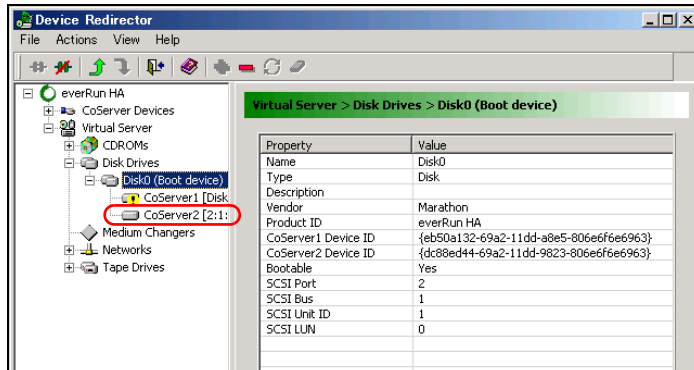 Device Redirector
File Actions View Help
everRun HA
CoServer Devices
Virtual Server
CDROMs
Disk Drives
Disk0 (Boot device)
CoServer1 [Disk
CoServer2 [2:1:
Medium Changers
Networks
Tape Drives
Virtual Server > Disk Drives > Disk0 (Boot device)
Property Value
Name Disk0
Type Disk
Description
Vendor Marathon
Product ID everRun HA
CoServer1 Device ID {eb50a132-69a2-11dd-a8e5-806e6f6e6963}
CoServer2 Device ID {dc88ed44-69a2-11dd-9823-806e6f6e6963}
Bootable Yes
SCSI Port 2
SCSI Bus 1
SCSI Unit ID 1
SCSI LUN 0